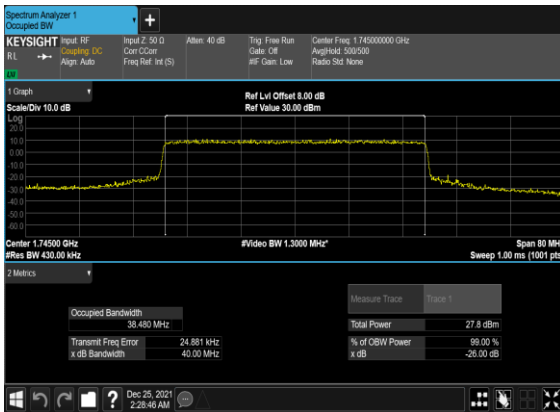 Spectrum Analyzer 1
Occupied BW
+
KEYSIGHT Input: RF Input Z: 50 Ω Atten: 40 dB Trig: Free Run Center Freq: 1.745000000 GHz
RL Coupling: DC Corr CCorr Gate: Off Avg|Hold: 500/500
Align: Auto Freq Ref: Int (S) #IF Gain: Low Radio Std: None
1 Graph
Ref Lvl Offset 8.00 dB
Scale/Div 10.0 dB Ref Value 30.00 dBm
Log
20.0
10.0
0.00
-10.0
-20.0
-30.0
-40.0
-50.0
-60.0
Center 1.74500 GHz #Video BW 1.3000 MHz* Span 80 MH
#Res BW 430.00 kHz Sweep 1.00 ms (1001 pts
2 Metrics
Measure Trace Trace 1
Occupied Bandwidth
38.480 MHz Total Power 27.8 dBm
Transmit Freq Error 24.881 kHz % of OBW Power 99.00 %
x dB Bandwidth 40.00 MHz x dB -26.00 dB
?
Dec 25, 2021
2:28:46 AM